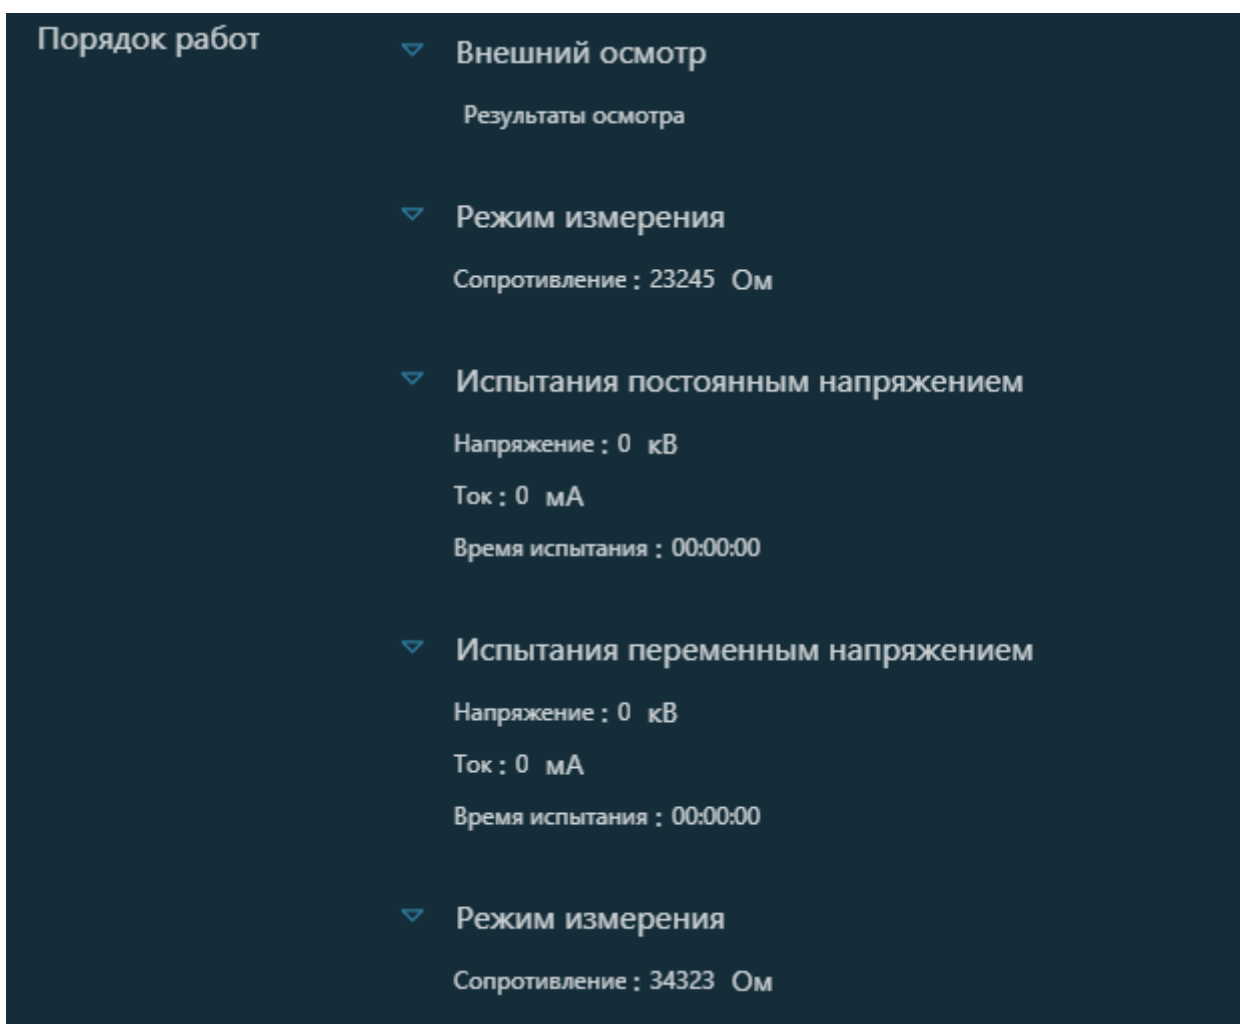 Порядок работ
Внешний осмотр
Результаты осмотра
Режим измерения
Сопротивление : 23245 Ом
Испытания постоянным напряжением
Напряжение : 0 кВ
Ток : 0 мА
Время испытания : 00:00:00
Испытания переменным напряжением
Напряжение : 0 кВ
Ток : 0 мА
Время испытания : 00:00:00
Режим измерения
Сопротивление : 34323 Ом